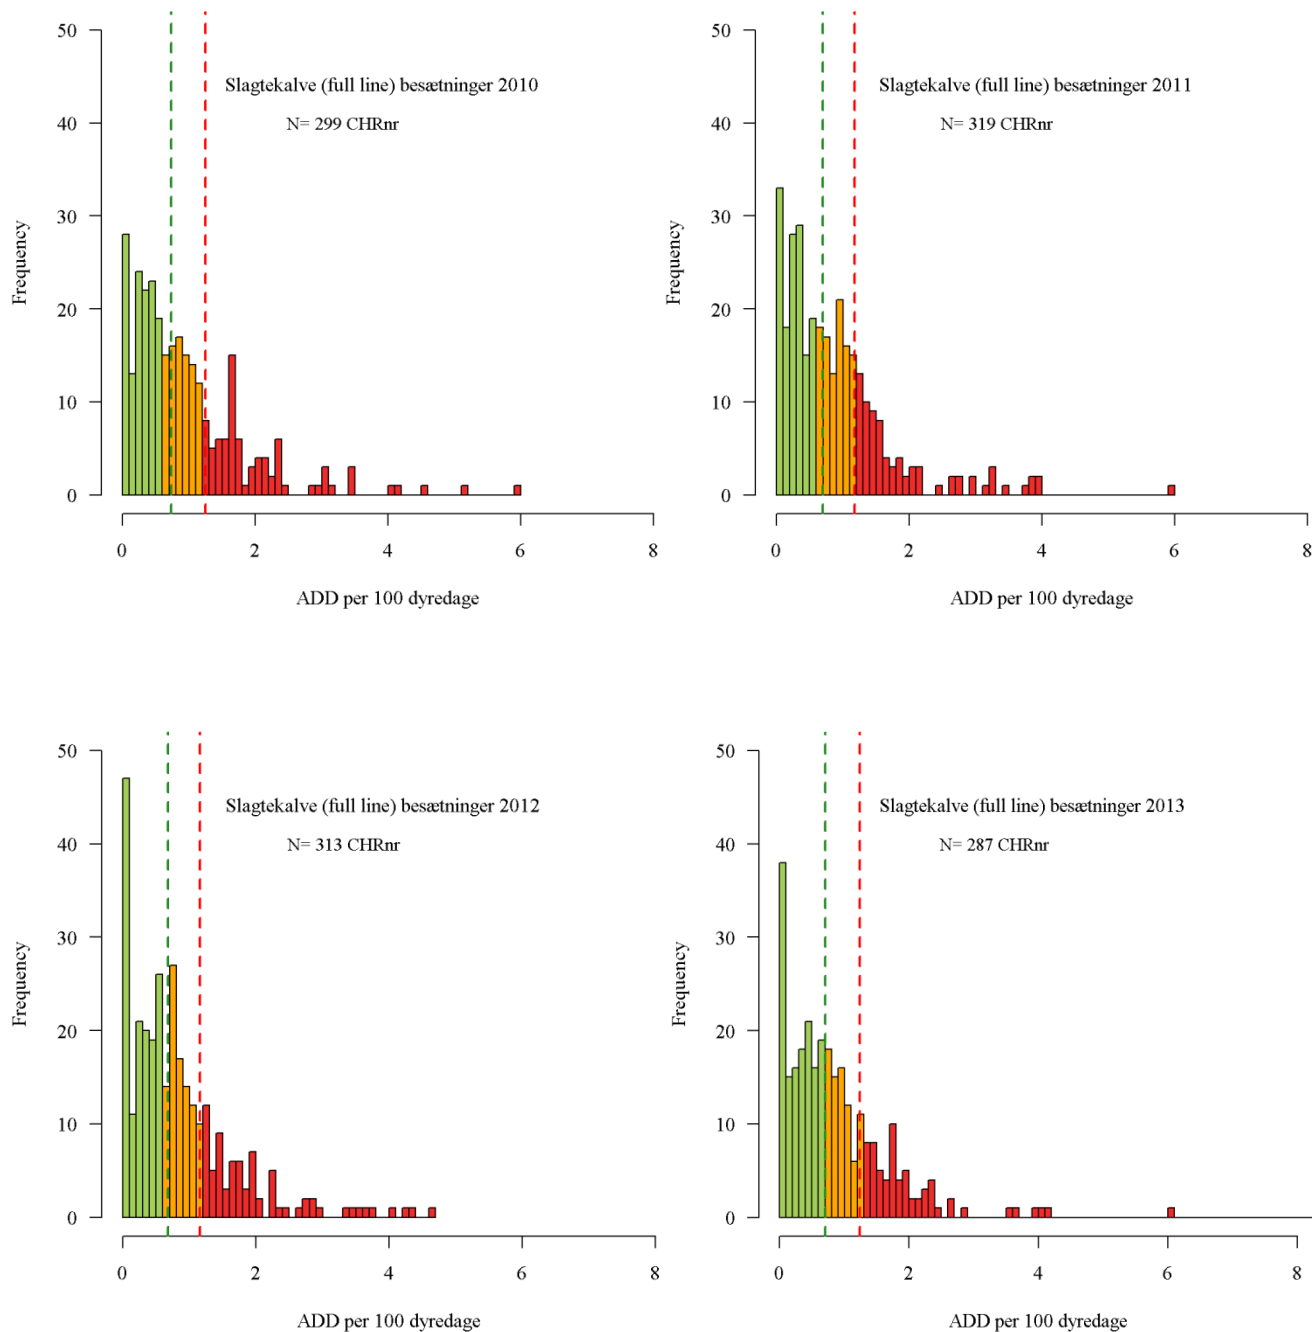 Slagtekalve (full line) besætninger 2010
N= 299 CHRnr
Frequency
50
40
30
20
10
0
0 2 4 6 8
ADD per 100 dyredage
Slagtekalve (full line) besætninger 2011
N= 319 CHRnr
Frequency
50
40
30
20
10
0
0 2 4 6 8
ADD per 100 dyredage
Slagtekalve (full line) besætninger 2012
N= 313 CHRnr
Frequency
50
40
30
20
10
0
0 2 4 6 8
ADD per 100 dyredage
Slagtekalve (full line) besætninger 2013
N= 287 CHRnr
Frequency
50
40
30
20
10
0
0 2 4 6 8
ADD per 100 dyredage